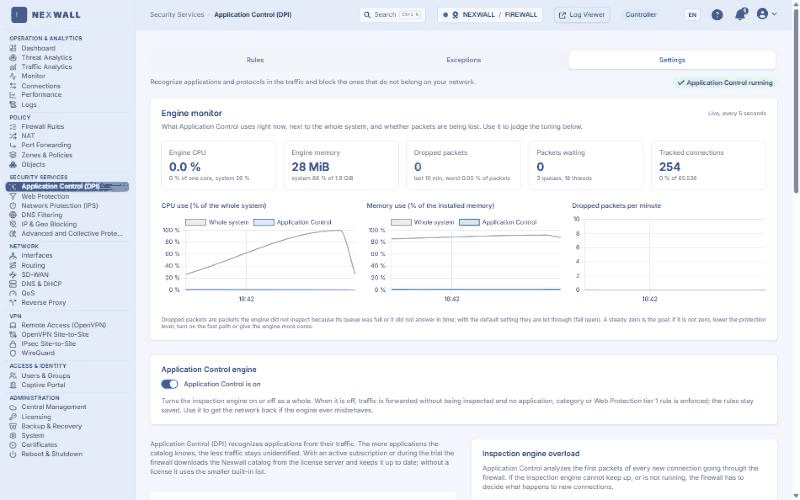 NEXWALL
Security Services
Application Control (DPI)
Search
Ctrl K
NEXWALL / FIREWALL
Log Viewer
Controller
EN
OPERATION & ANALYTICS
Dashboard
Threat Analytics
Traffic Analytics
Monitor
Connections
Performance
Logs
POLICY
Firewall Rules
NAT
Port Forwarding
Zones & Policies
Objects
SECURITY SERVICES
Application Control (DPI)
Web Protection
Network Protection (IPS)
DNS Filtering
IP & Geo Blocking
Advanced and Collective Prote...
NETWORK
Interfaces
Routing
SD-WAN
DNS & DHCP
QoS
Reverse Proxy
VPN
Remote Access (OpenVPN)
OpenVPN Site-to-Site
IPsec Site-to-Site
WireGuard
ACCESS & IDENTITY
Users & Groups
Captive Portal
ADMINISTRATION
Central Management
Licensing
Backup & Recovery
System
Certificates
Reboot & Shutdown
Rules
Exceptions
Settings
Recognize applications and protocols in the traffic and block the ones that do not belong on your network.
Application Control running
Engine monitor
Live, every 5 seconds
What Application Control uses right now, next to the whole system, and whether packets are being lost. Use it to judge the tuning below.
Engine CPU
0.0 %
0 % of one core, system 26 %
Engine memory
28 MiB
system 86 % of 1.9 GiB
Dropped packets
0
last 10 min, worst 0.00 % of packets
Packets waiting
0
3 queues, 18 threads
Tracked connections
254
0 % of 65,536
CPU use (% of the whole system)
Whole system
Application Control
100 %
80 %
60 %
40 %
20 %
0 %
18:42
Memory use (% of the installed memory)
Whole system
Application Control
100 %
80 %
60 %
40 %
20 %
0 %
18:42
Dropped packets per minute
10
8
6
4
2
0
18:42
Dropped packets are packets the engine did not inspect because its queue was full or it did not answer in time; with the default setting they are let through (fail open). A steady zero is the goal: if it is not zero, lower the protection
level, turn on the fast path or give the engine more cores.
Application Control engine
Application Control is on
Turns the inspection engine on or off as a whole. When it is off, traffic is forwarded without being inspected and no application, category or Web Protection tier 1 rule is enforced; the rules stay
saved. Use it to get the network back if the engine ever misbehaves.
Application Control (DPI) recognizes applications from their traffic. The more applications the
catalog knows, the less traffic stays unidentified. With an active subscription or during the trial the
firewall downloads the Nexwall catalog from the license server and keeps it up to date; without a
license it uses the smaller built-in list.
Inspection engine overload
Application Control analyzes the first packets of every new connection going through the
firewall. If the inspection engine cannot keep up, or is not running, the firewall has to
decide what happens to new connections.